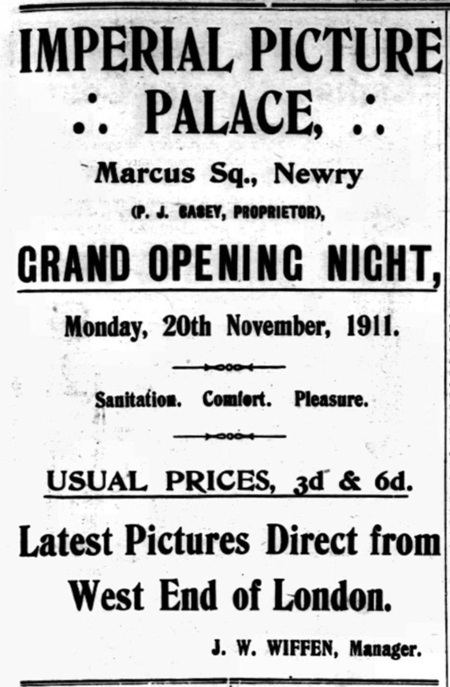 IMPERIAL PICTURE
PALACE,
Marcus Sq., Newry
(P. J. CASEY, PROPRIETOR),
GRAND OPENING NIGHT,
Monday, 20th November, 1911.
Sanitation. Comfort. Pleasure.
USUAL PRICES, 3d & 6d.
Latest Pictures Direct from
West End of London.
J. W. WIFFEN, Manager.